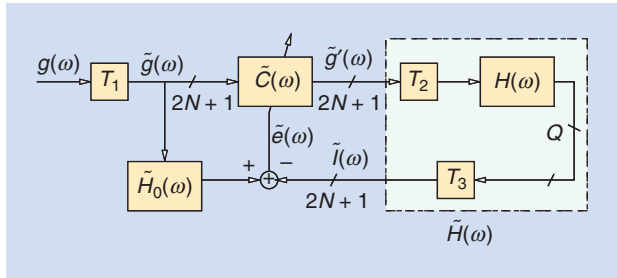 g(ω)
T₁
g̃(ω)
2N + 1
C̃(ω)
g̃′(ω)
2N + 1
T₂
H(ω)
Q
ẽ(ω)
H̃₀(ω)
+
−
+
l̃(ω)
2N + 1
T₃
H̃(ω)